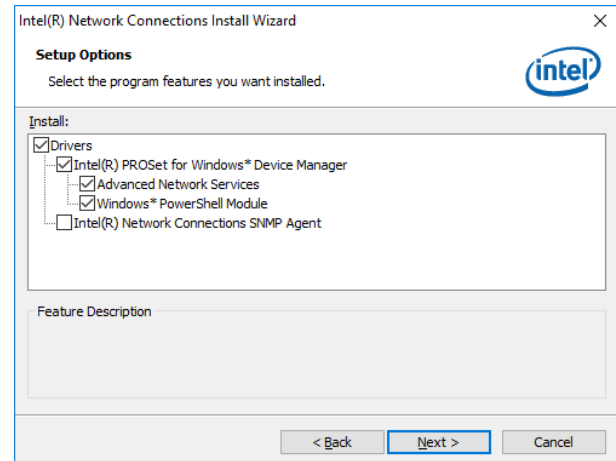 Intel(R) Network Connections Install Wizard
Setup Options
Select the program features you want installed.
intel
Install:
Drivers
Intel(R) PROSet for Windows* Device Manager
Advanced Network Services
Windows* PowerShell Module
Intel(R) Network Connections SNMP Agent
Feature Description
< Back Next > Cancel